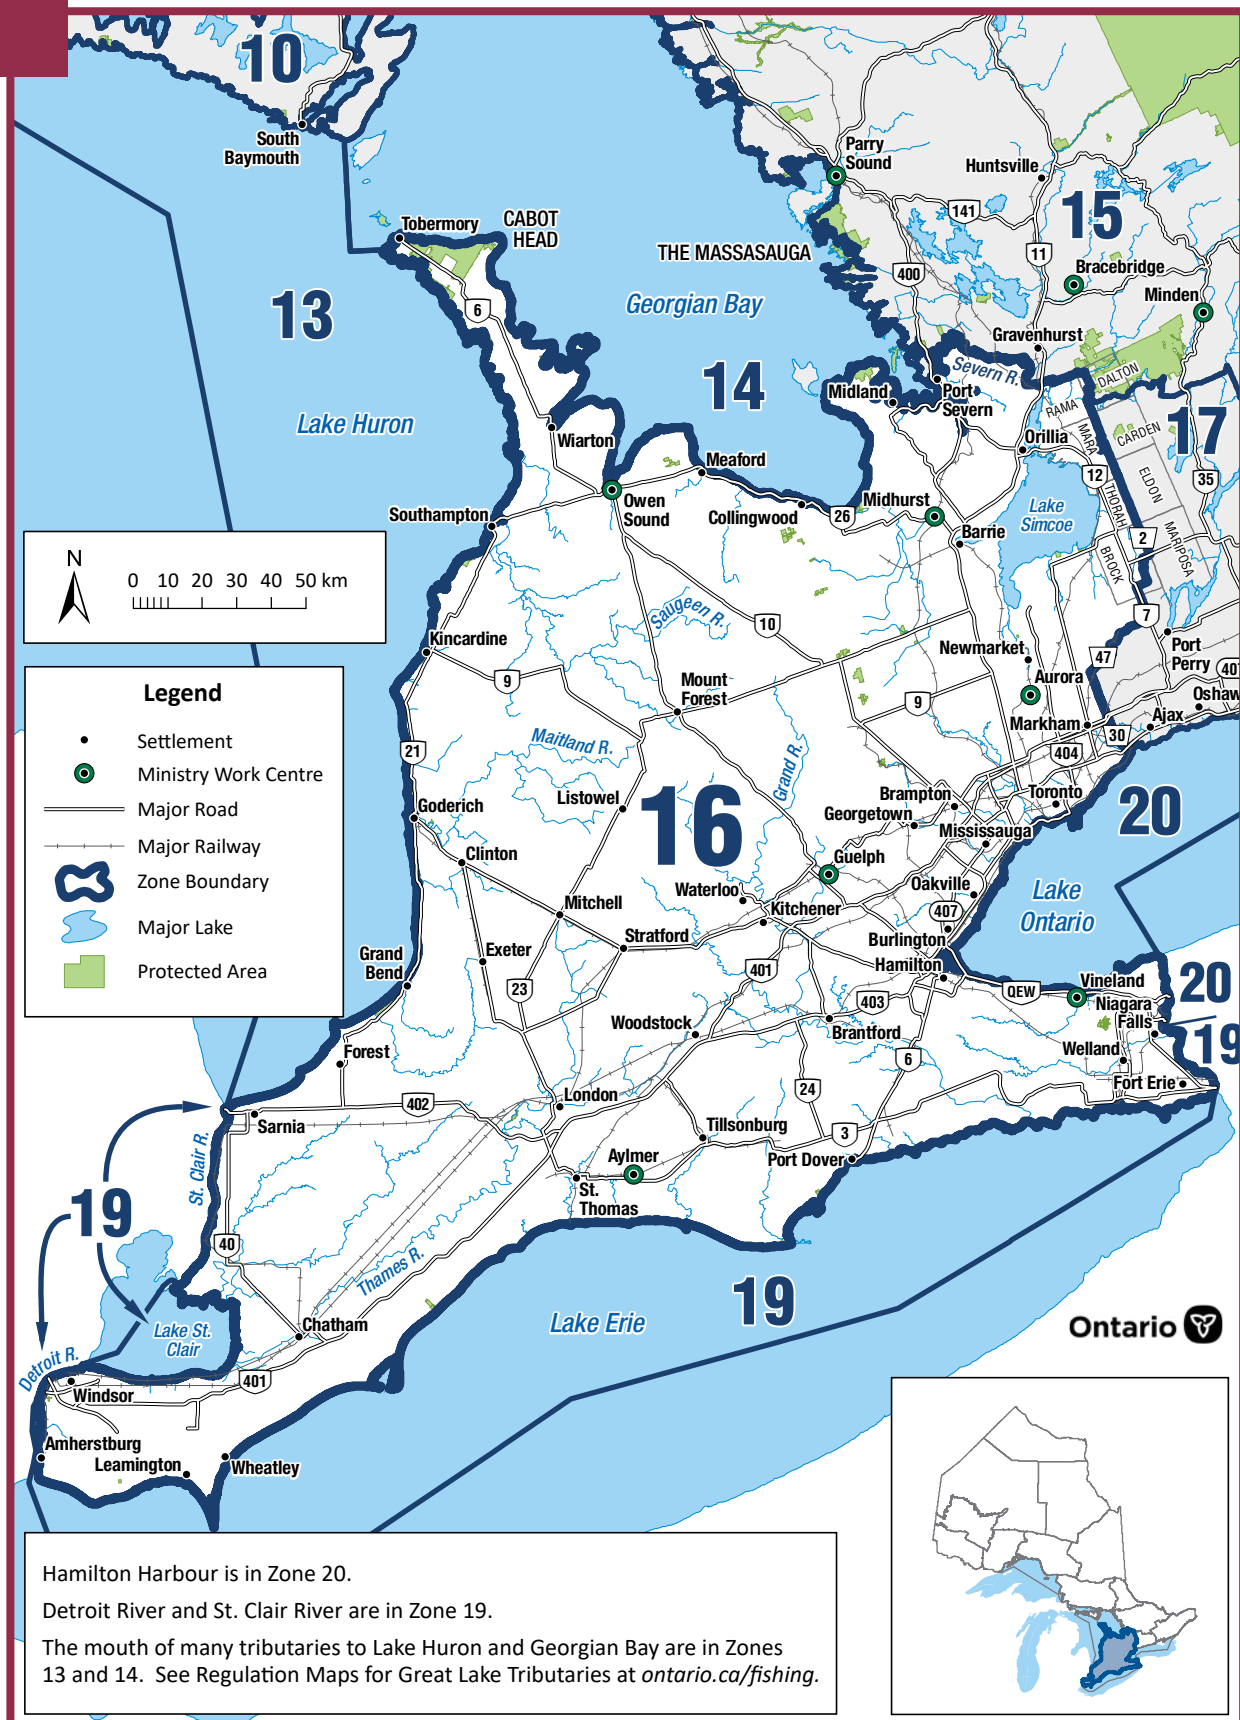 10
South
Baymouth
Parry
Sound
Huntsville
141
15
Tobermory
CABOT
HEAD
THE MASSASAUGA
11
400
Bracebridge
Minden
13
6
Georgian Bay
Gravenhurst
14
Severn R.
DALTON
Midland
Port
Severn
RAMA
Lake Huron
Wiarton
MARA
CARDEN
17
Orillia
Meaford
12
ELDON
35
Owen
Sound
Midhurst
Southampton
Collingwood
26
Lake
Simcoe
THORAH
Barrie
2
MARIPOSA
BROCK
N
0 10 20 30 40 50 km
Saugeen R.
10
7
Kincardine
Newmarket
47
Port
Perry
401
9
Mount
Forest
Aurora
Legend
Settlement
Ministry Work Centre
Major Road
Major Railway
Zone Boundary
Major Lake
Protected Area
9
Oshaw
Markham
Ajax
30
21
Maitland R.
404
Grand R.
Goderich
Listowel
16
Brampton
Toronto
Georgetown
20
Mississauga
Clinton
Guelph
Waterloo
Oakville
Lake
Ontario
Mitchell
Kitchener
407
Stratford
Burlington
Grand
Bend
Exeter
Hamilton
401
23
QEW
Vineland
20
403
Niagara
Falls
Woodstock
Brantford
19
Forest
6
Welland
Fort Erie
London
24
402
Sarnia
Tillsonburg
3
St. Clair R.
Aylmer
Port Dover
St.
Thomas
19
40
Thames R.
19
Lake Erie
Chatham
Lake St.
Clair
Ontario
Detroit R.
401
Windsor
Amherstburg
Leamington
Wheatley
Hamilton Harbour is in Zone 20.
Detroit River and St. Clair River are in Zone 19.
The mouth of many tributaries to Lake Huron and Georgian Bay are in Zones
13 and 14. See Regulation Maps for Great Lake Tributaries at ontario.ca/fishing.